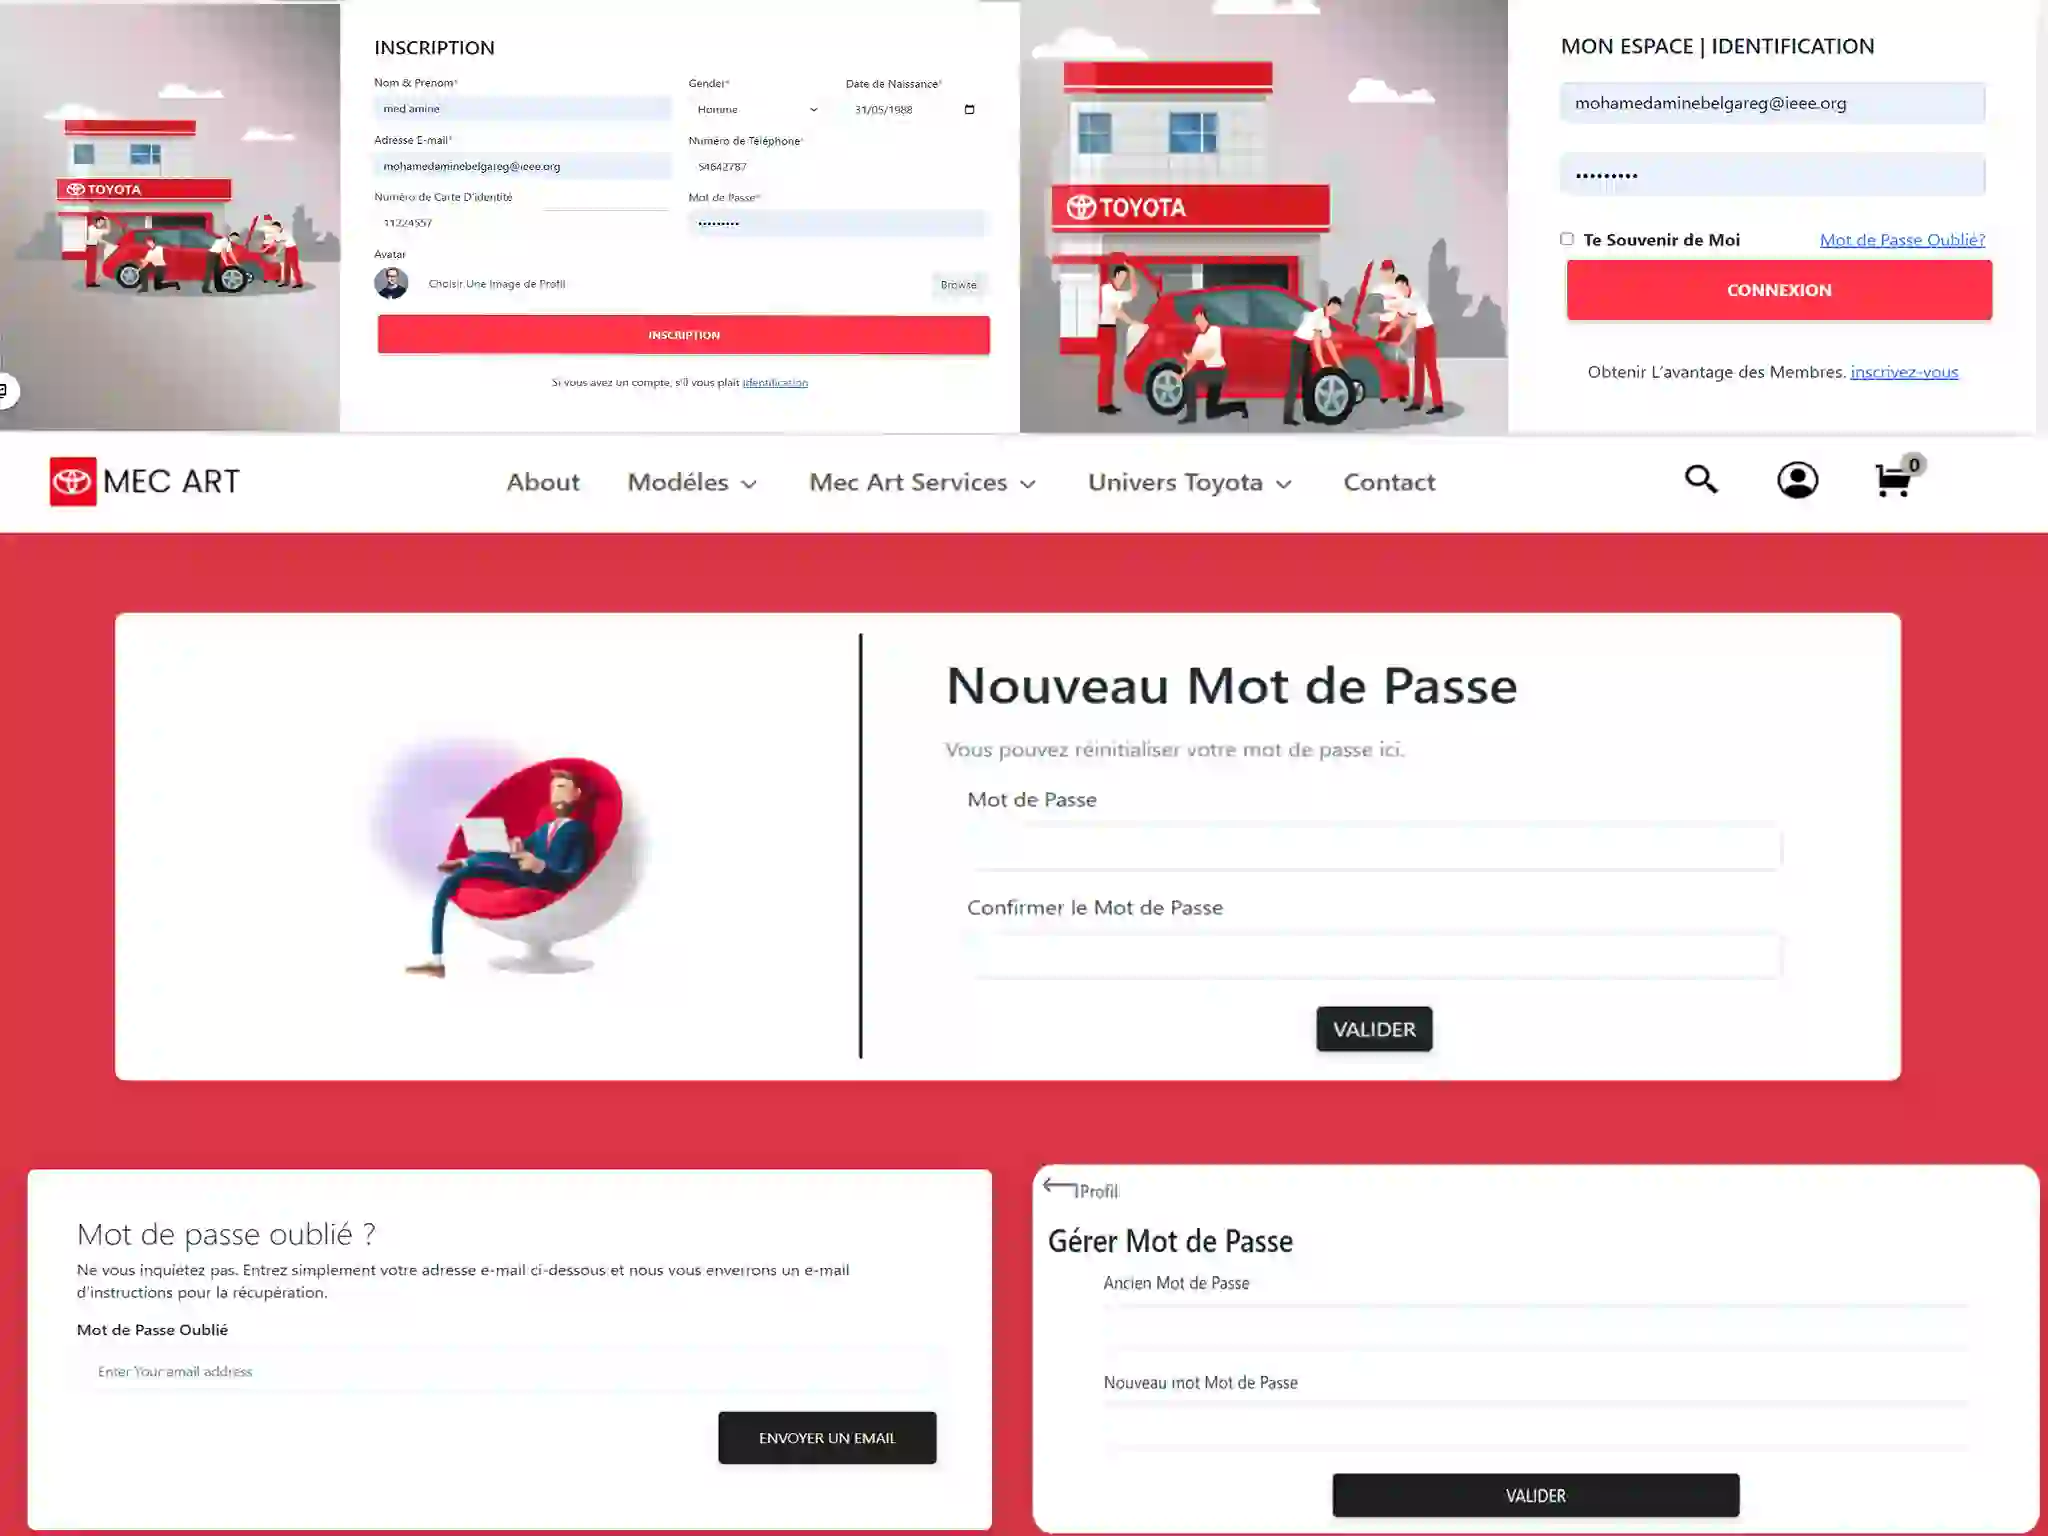 TOYOTA
INSCRIPTION
Nom & Prenom*
med amine
Gender*
Homme
Date de Naissance*
31/05/1988
Adresse E-mail*
mohamedaminebelgareg@ieee.org
Numéro de Téléphone*
54642787
Numéro de Carte D'identité
11224557
Mot de Passe*
•••••••••
Avatar
Choisir Une Image de Profil
Browse
INSCRIPTION
Si vous avez un compte, s'il vous plait identification
TOYOTA
MON ESPACE | IDENTIFICATION
mohamedaminebelgareg@ieee.org
•••••••••
Te Souvenir de Moi
Mot de Passe Oublié?
CONNEXION
Obtenir L'avantage des Membres. inscrivez-vous
MEC ART
About
Modéles
Mec Art Services
Univers Toyota
Contact
0
Nouveau Mot de Passe
Vous pouvez réinitialiser votre mot de passe ici.
Mot de Passe
Confirmer le Mot de Passe
VALIDER
Mot de passe oublié ?
Ne vous inquietez pas. Entrez simplement votre adresse e-mail ci-dessous et nous vous enverrons un e-mail
d'instructions pour la récupération.
Mot de Passe Oublié
Enter Your email address
ENVOYER UN EMAIL
Profil
Gérer Mot de Passe
Ancien Mot de Passe
Nouveau mot Mot de Passe
VALIDER